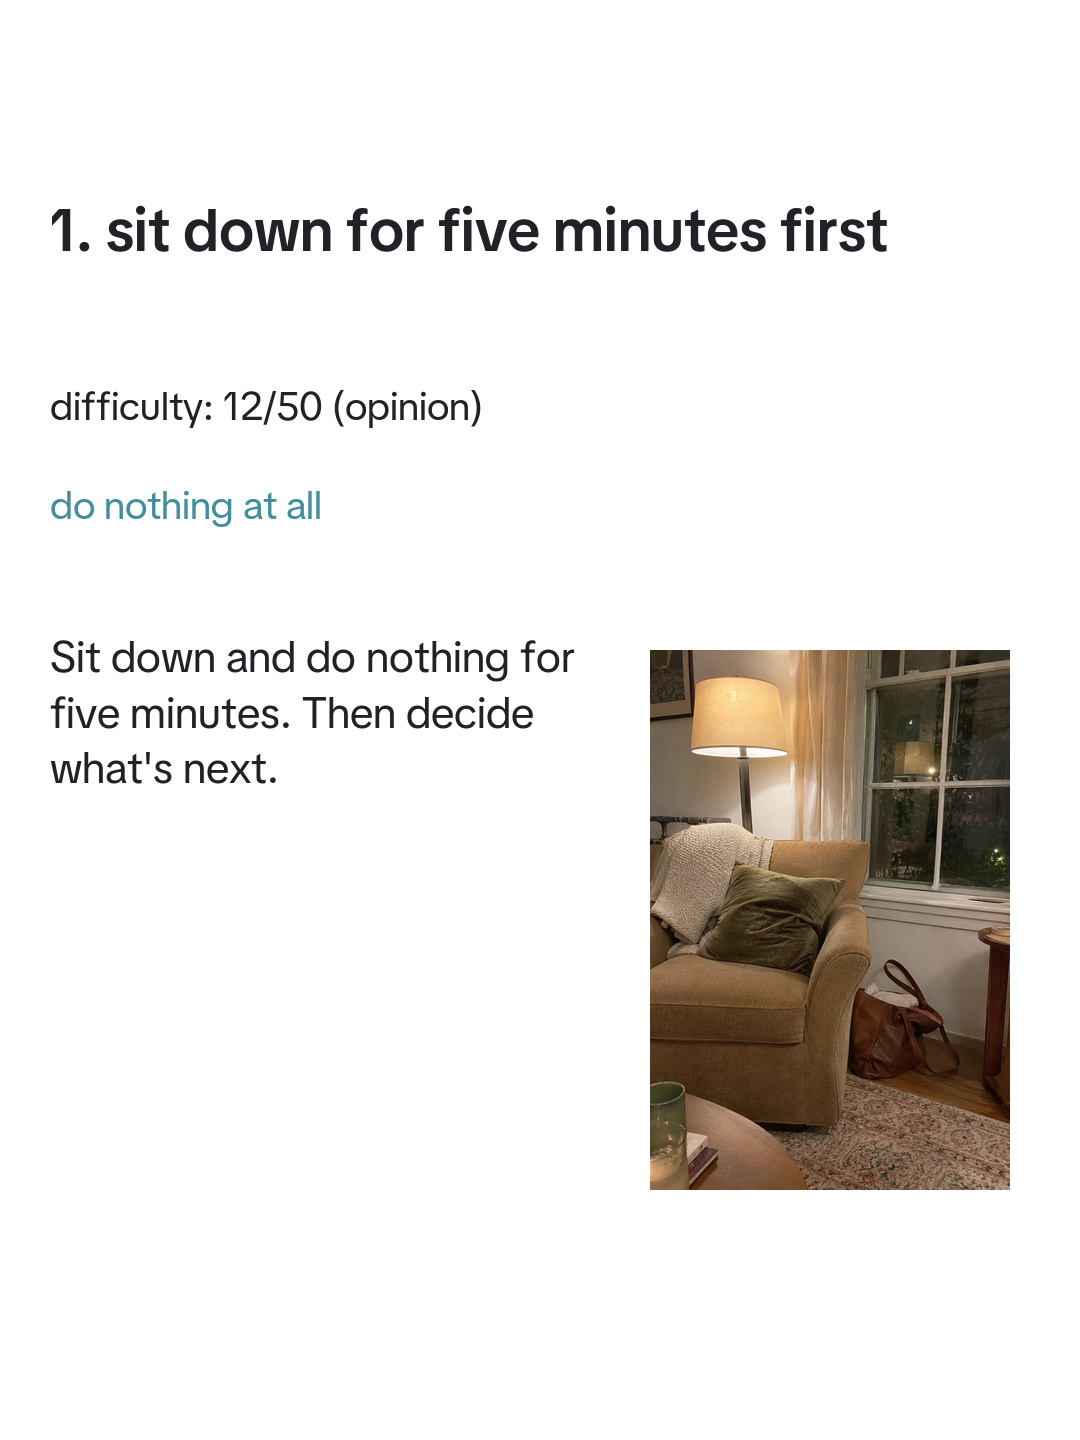 1. sit down for five minutes first
difficulty: 12/50 (opinion)
do nothing at all
Sit down and do nothing for
five minutes. Then decide
what's next.